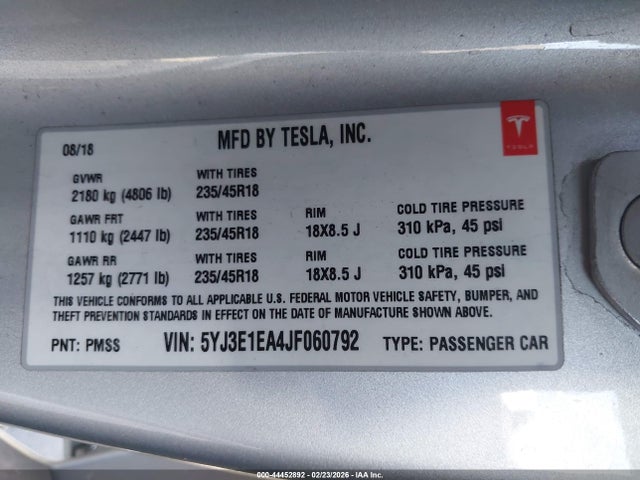 08/18 MFD BY TESLA, INC.
TESLA
GVWR WITH TIRES
2180 kg (4806 lb) 235/45R18
GAWR FRT WITH TIRES RIM COLD TIRE PRESSURE
1110 kg (2447 lb) 235/45R18 18X8.5 J 310 kPa, 45 psi
GAWR RR WITH TIRES RIM COLD TIRE PRESSURE
1257 kg (2771 lb) 235/45R18 18X8.5 J 310 kPa, 45 psi
THIS VEHICLE CONFORMS TO ALL APPLICABLE U.S. FEDERAL MOTOR VEHICLE SAFETY, BUMPER, AND
THEFT PREVENTION STANDARDS IN EFFECT ON THE DATE OF MANUFACTURE SHOWN ABOVE.
PNT: PMSS VIN: 5YJ3E1EA4JF060792 TYPE: PASSENGER CAR
000-44452892 - 02/23/2026 - IAA Inc.